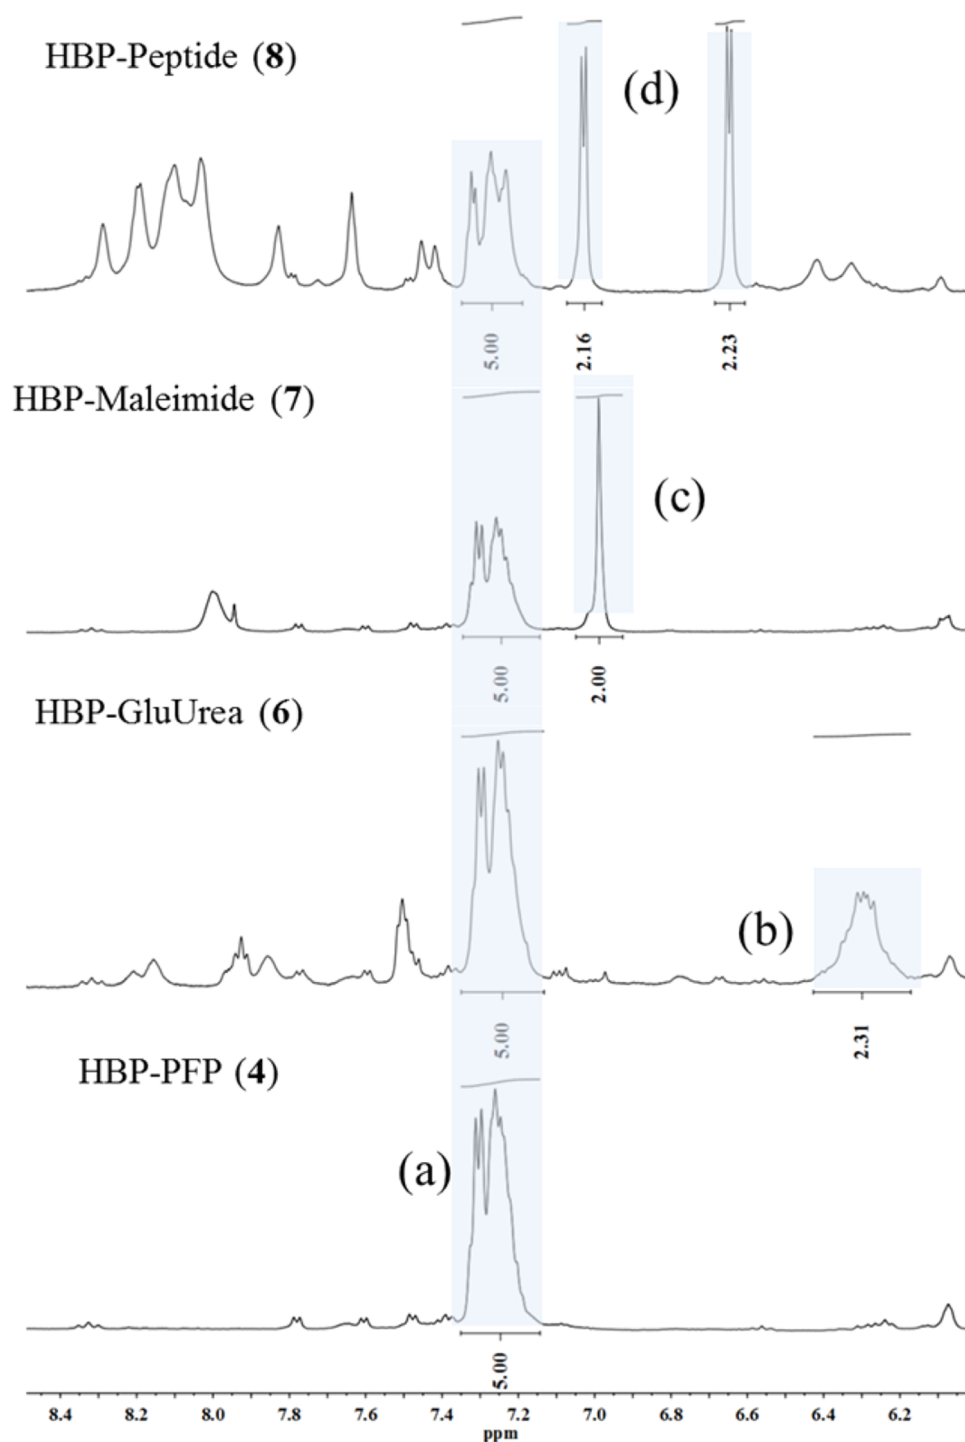 HBP-Peptide (8)
(d)
5.00
2.16
2.23
HBP-Maleimide (7)
(c)
5.00
2.00
HBP-GluUrea (6)
(b)
5.00
2.31
HBP-PFP (4)
(a)
5.00
8.4 8.2 8.0 7.8 7.6 7.4 7.2 7.0 6.8 6.6 6.4 6.2
ppm